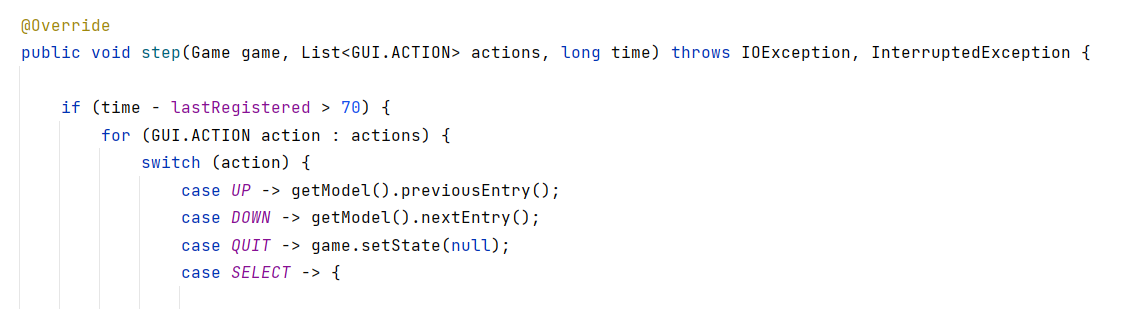 @Override
public void step(Game game, List<GUI.ACTION> actions, long time) throws IOException, InterruptedException {
if (time - lastRegistered > 70) {
for (GUI.ACTION action : actions) {
switch (action) {
case UP -> getModel().previousEntry();
case DOWN -> getModel().nextEntry();
case QUIT -> game.setState(null);
case SELECT -> {